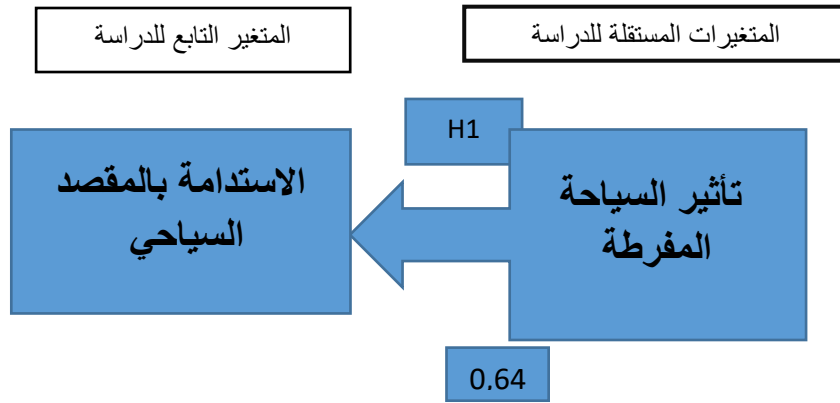 المتغيرات المستقلة للدراسة
المتغير التابع للدراسة
H1
تأثير السياحة
المفرطة
الاستدامة بالمقصد
السياحي
0.64